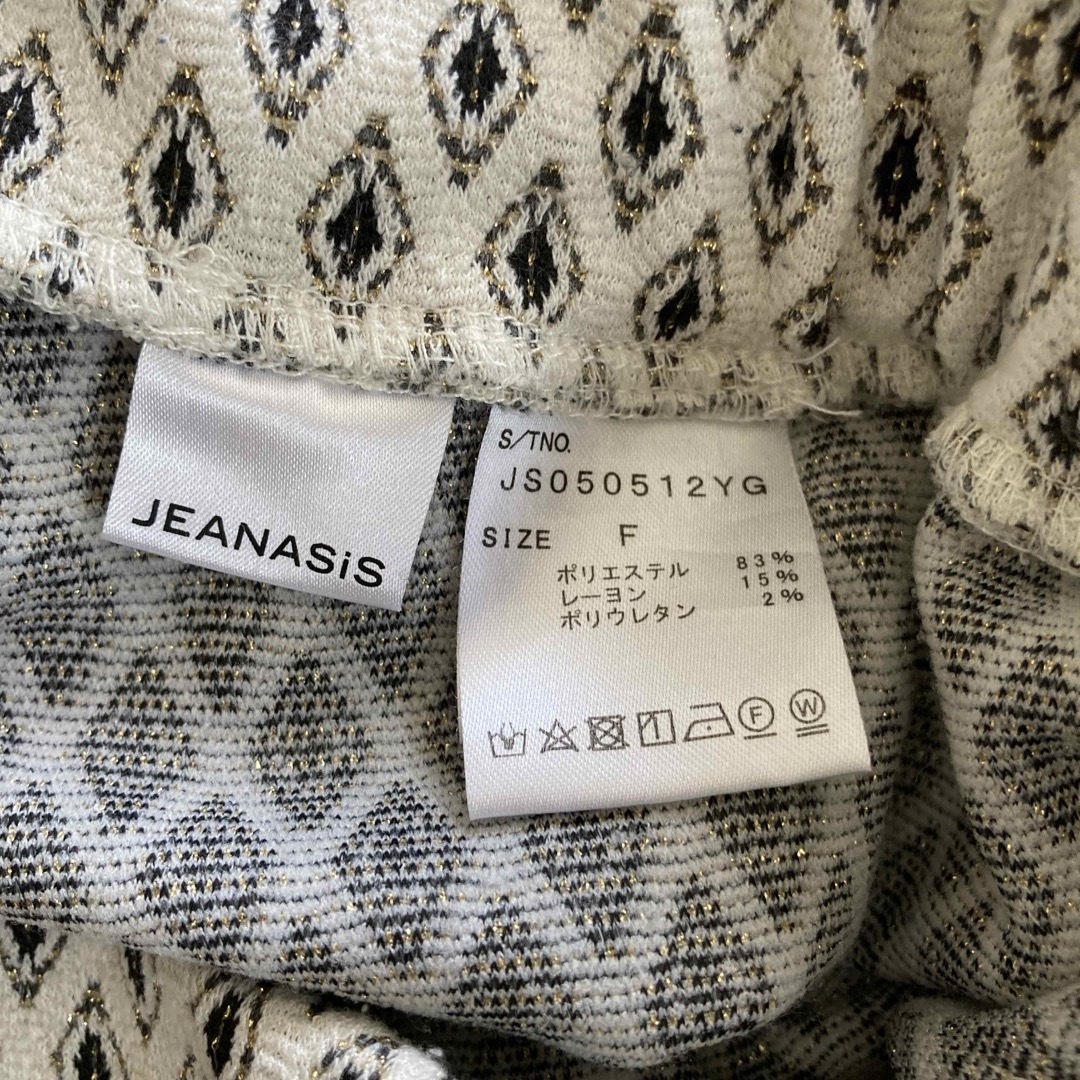 JEANASiS
S/TNO.
JS050512YG
SIZE F
ポリエステル 83%
レーヨン 15%
ポリウレタン 2%
F W